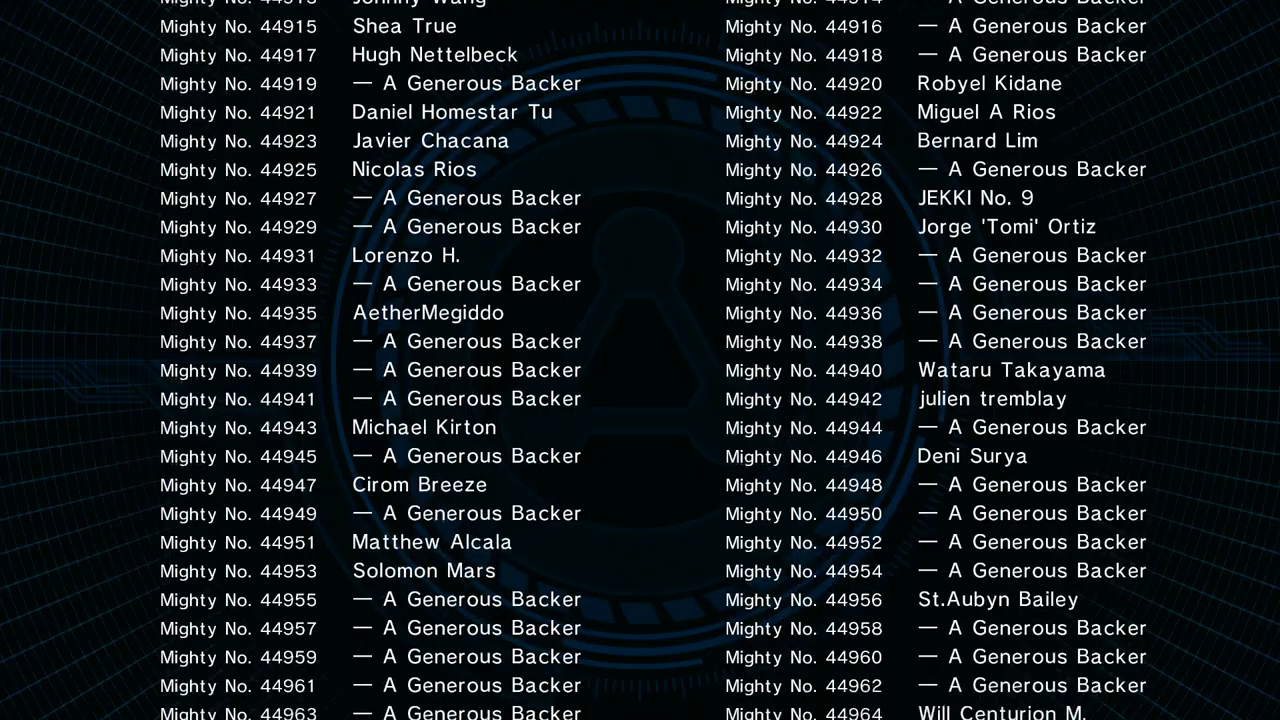 Mighty No. 44913 Johnny Wang Mighty No. 44914 — A Generous Backer
Mighty No. 44915 Shea True Mighty No. 44916 — A Generous Backer
Mighty No. 44917 Hugh Nettelbeck Mighty No. 44918 — A Generous Backer
Mighty No. 44919 — A Generous Backer Mighty No. 44920 Robyel Kidane
Mighty No. 44921 Daniel Homestar Tu Mighty No. 44922 Miguel A Rios
Mighty No. 44923 Javier Chacana Mighty No. 44924 Bernard Lim
Mighty No. 44925 Nicolas Rios Mighty No. 44926 — A Generous Backer
Mighty No. 44927 — A Generous Backer Mighty No. 44928 JEKKI No. 9
Mighty No. 44929 — A Generous Backer Mighty No. 44930 Jorge 'Tomi' Ortiz
Mighty No. 44931 Lorenzo H. Mighty No. 44932 — A Generous Backer
Mighty No. 44933 — A Generous Backer Mighty No. 44934 — A Generous Backer
Mighty No. 44935 AetherMegiddo Mighty No. 44936 — A Generous Backer
Mighty No. 44937 — A Generous Backer Mighty No. 44938 — A Generous Backer
Mighty No. 44939 — A Generous Backer Mighty No. 44940 Wataru Takayama
Mighty No. 44941 — A Generous Backer Mighty No. 44942 julien tremblay
Mighty No. 44943 Michael Kirton Mighty No. 44944 — A Generous Backer
Mighty No. 44945 — A Generous Backer Mighty No. 44946 Deni Surya
Mighty No. 44947 Cirom Breeze Mighty No. 44948 — A Generous Backer
Mighty No. 44949 — A Generous Backer Mighty No. 44950 — A Generous Backer
Mighty No. 44951 Matthew Alcala Mighty No. 44952 — A Generous Backer
Mighty No. 44953 Solomon Mars Mighty No. 44954 — A Generous Backer
Mighty No. 44955 — A Generous Backer Mighty No. 44956 St.Aubyn Bailey
Mighty No. 44957 — A Generous Backer Mighty No. 44958 — A Generous Backer
Mighty No. 44959 — A Generous Backer Mighty No. 44960 — A Generous Backer
Mighty No. 44961 — A Generous Backer Mighty No. 44962 — A Generous Backer
Mighty No. 44963 — A Generous Backer Mighty No. 44964 Will Centurion M.